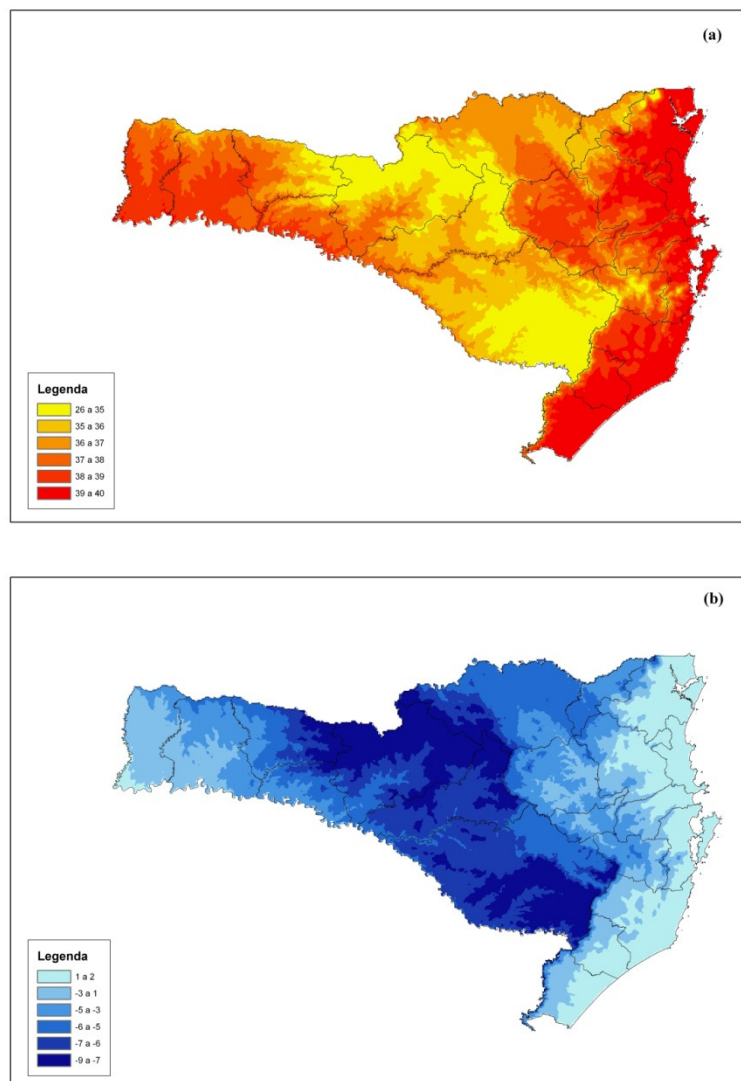 (a)
Legenda
26 a 35
35 a 36
36 a 37
37 a 38
38 a 39
39 a 40
(b)
Legenda
1 a 2
-3 a 1
-5 a -3
-6 a -5
-7 a -6
-9 a -7